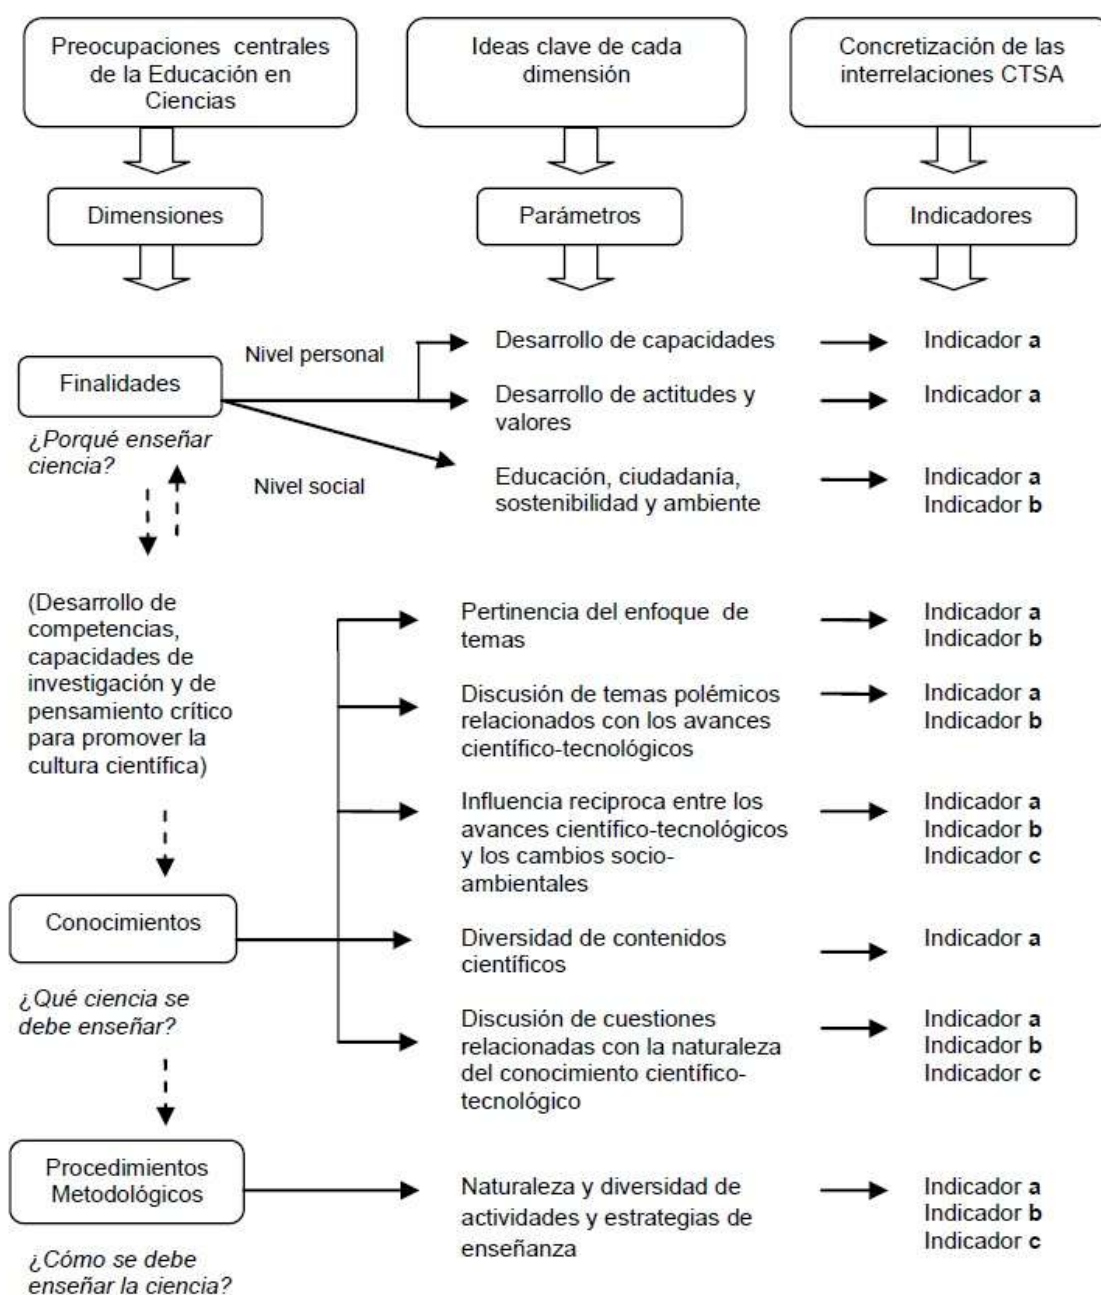 Preocupaciones centrales
de la Educación en
Ciencias
Ideas clave de cada
dimensión
Concretización de las
interrelaciones CTSA
Dimensiones
Parámetros
Indicadores
Finalidades
¿Porqué enseñar
ciencia?
Nivel personal
Nivel social
Desarrollo de capacidades
Indicador a
Desarrollo de actitudes y
valores
Indicador a
Educación, ciudadanía,
sostenibilidad y ambiente
Indicador a
Indicador b
(Desarrollo de
competencias,
capacidades de
investigación y de
pensamiento crítico
para promover la
cultura científica)
Pertinencia del enfoque de
temas
Indicador a
Indicador b
Discusión de temas polémicos
relacionados con los avances
científico-tecnológicos
Indicador a
Indicador b
Influencia reciproca entre los
avances científico-tecnológicos
y los cambios socio-
ambientales
Indicador a
Indicador b
Indicador c
Conocimientos
¿Qué ciencia se
debe enseñar?
Diversidad de contenidos
científicos
Indicador a
Discusión de cuestiones
relacionadas con la naturaleza
del conocimiento científico-
tecnológico
Indicador a
Indicador b
Indicador c
Procedimientos
Metodológicos
¿Cómo se debe
enseñar la ciencia?
Naturaleza y diversidad de
actividades y estrategias de
enseñanza
Indicador a
Indicador b
Indicador c